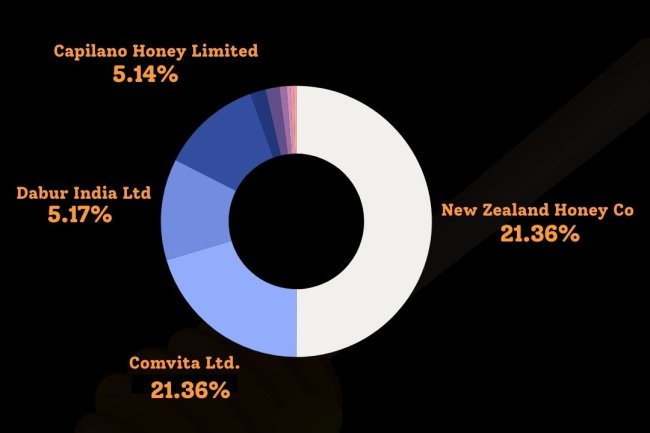 Capilano Honey Limited
5.14%
Dabur India Ltd
5.17%
New Zealand Honey Co
21.36%
Comvita Ltd.
21.36%